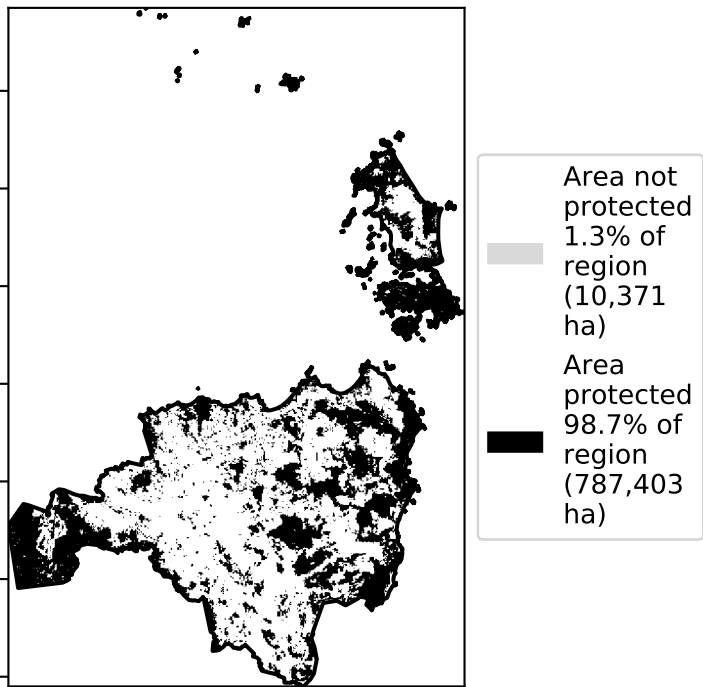 Area not
protected
1.3% of
region
(10,371
ha)
Area
protected
98.7% of
region
(787,403
ha)